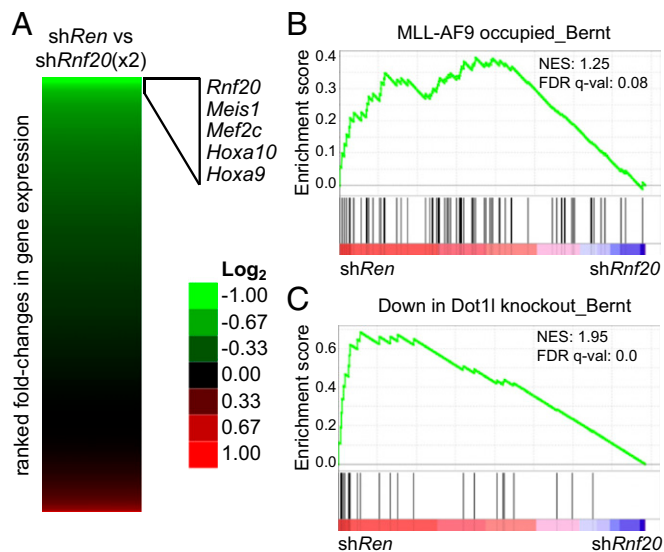 A
shRen vs
shRnf20(x2)
Rnf20
Meis1
Mef2c
Hoxa10
Hoxa9
ranked fold-changes in gene expression
Log2
-1.00
-0.67
-0.33
0.00
0.33
0.67
1.00
B
MLL-AF9 occupied_Bernt
NES: 1.25
FDR q-val: 0.08
Enrichment score
0.4
0.3
0.2
0.1
0.0
shRen
shRnf20
C
Down in Dot1l knockout_Bernt
NES: 1.95
FDR q-val: 0.0
Enrichment score
0.6
0.4
0.2
0.0
shRen
shRnf20